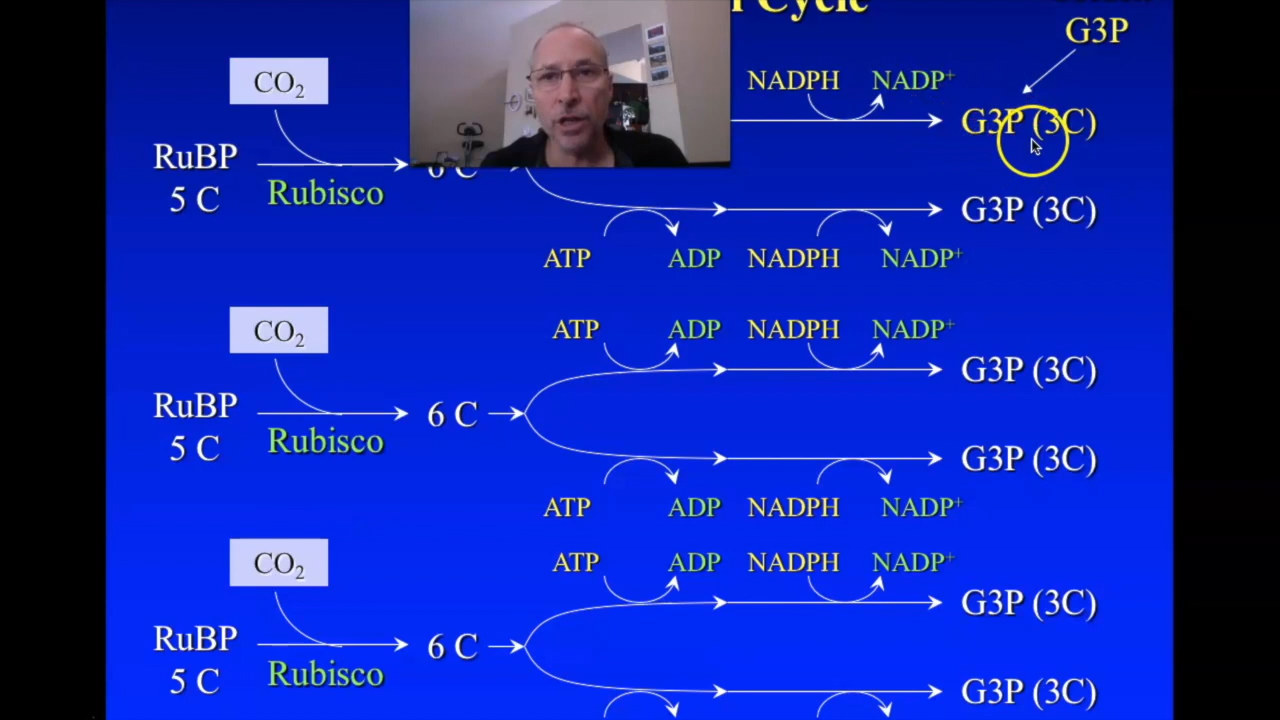 Cycle
G3P
CO₂
NADPH NADP⁺
RuBP
5 C
Rubisco
6 C
G3P (3C)
G3P (3C)
ATP ADP NADPH NADP⁺
CO₂
ATP ADP NADPH NADP⁺
RuBP
5 C
Rubisco
6 C
G3P (3C)
G3P (3C)
ATP ADP NADPH NADP⁺
CO₂
ATP ADP NADPH NADP⁺
RuBP
5 C
Rubisco
6 C
G3P (3C)
G3P (3C)